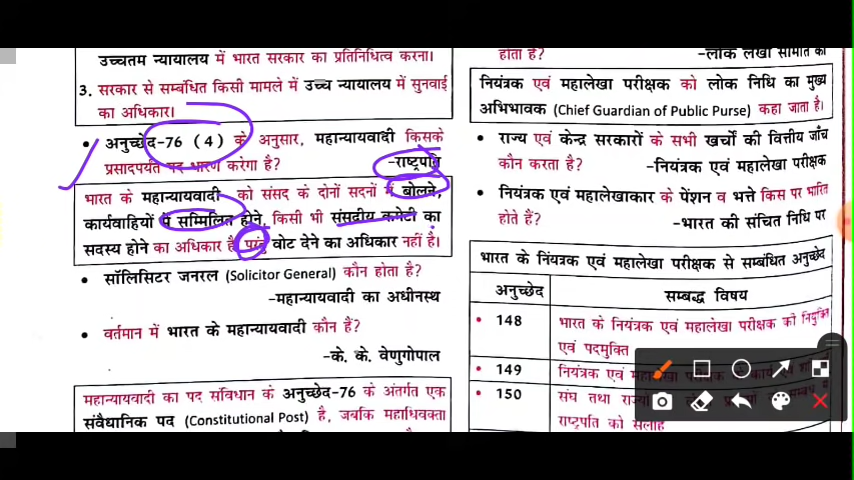 उच्चतम न्यायालय में भारत सरकार का प्रतिनिधित्व करना।
3. सरकार से सम्बंधित किसी मामले में उच्च न्यायालय में सुनवाई
का अधिकार।
• अनुच्छेद-76 (4) के अनुसार, महान्यायवादी किसके
प्रसादपर्यंत पद धारण करेगा है?
-राष्ट्रपति
भारत के महान्यायवादी को संसद के दोनों सदनों में बोलने,
कार्यवाहियों में सम्मिलित होने, किसी भी संसदीय कमेटी का
सदस्य होने का अधिकार है परंतु वोट देने का अधिकार नहीं है।
• सॉलिसिटर जनरल (Solicitor General) कौन होता है?
-महान्यायवादी का अधीनस्थ
• वर्तमान में भारत के महान्यायवादी कौन हैं?
-के. के. वेणुगोपाल
महान्यायवादी का पद संविधान के अनुच्छेद-76 के अंतर्गत एक
संवैधानिक पद (Constitutional Post) है, जबकि महाधिवक्ता
होता है?
-लोक लेखा समिति का
नियंत्रक एवं महालेखा परीक्षक को लोक निधि का मुख्य
अभिभावक (Chief Guardian of Public Purse) कहा जाता है।
• राज्य एवं केन्द्र सरकारों के सभी खर्चों की वित्तीय जाँच
कौन करता है?
-नियंत्रक एवं महालेखा परीक्षक
• नियंत्रक एवं महालेखाकार के पेंशन व भत्ते किस पर भारित
होते हैं?
-भारत की संचित निधि पर
भारत के निंयत्रक एवं महालेखा परीक्षक से सम्बंधित अनुच्छेद
अनुच्छेद सम्बद्ध विषय
• 148 भारत के नियंत्रक एवं महालेखा परीक्षक की नियुक्ति
एवं पदमुक्ति
• 149 नियंत्रक एवं महालेखा परीक्षक के कार्य एवं
• 150 संघ तथा राज्यों के
राष्ट्रपति को सलाह